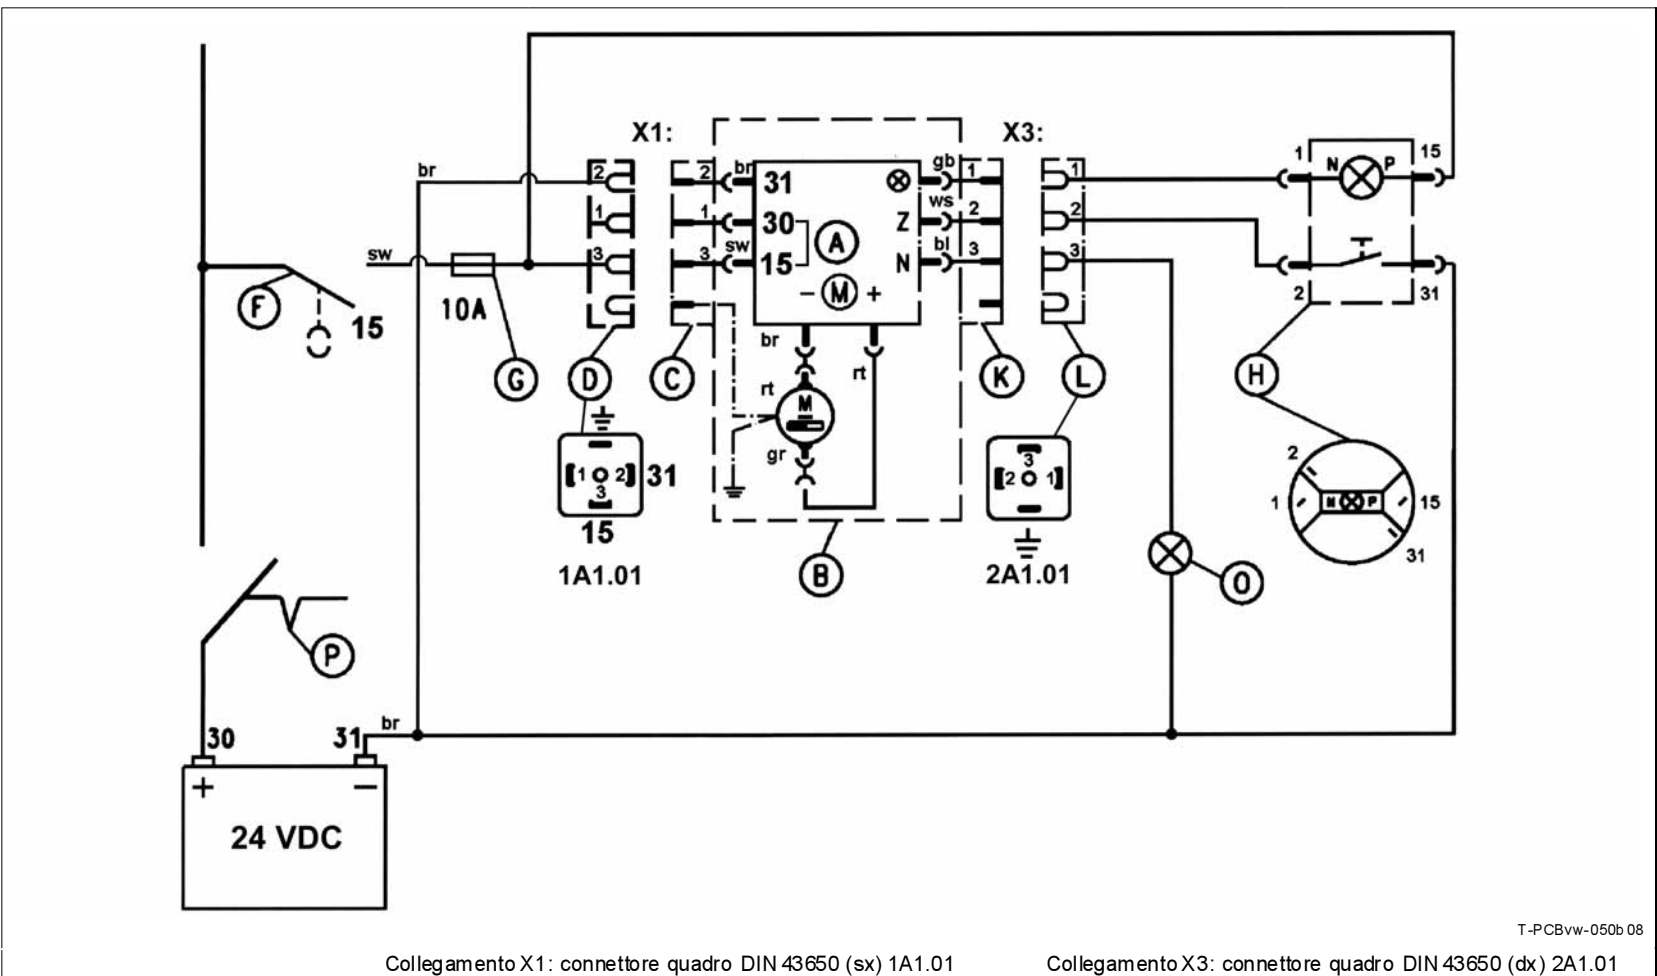 X1: X3:
br 2 2 br 31 gb 1 1 1 N P 15
1 1 30 Z ws 2 2
sw 3 3 sw 15 A N bl 3 3
10A - M + 2 31
F 15
G D C br rt K L H
rt M
gr
1 2 3 31
15
3 2 1
2 1 N P 15 31
1A1.01 B 2A1.01 O
P
30 31 br
+ −
24 VDC
T-PCBvw-050b 08
Collegamento X1: connettore quadro DIN 43650 (sx) 1A1.01 Collegamento X3: connettore quadro DIN 43650 (dx) 2A1.01